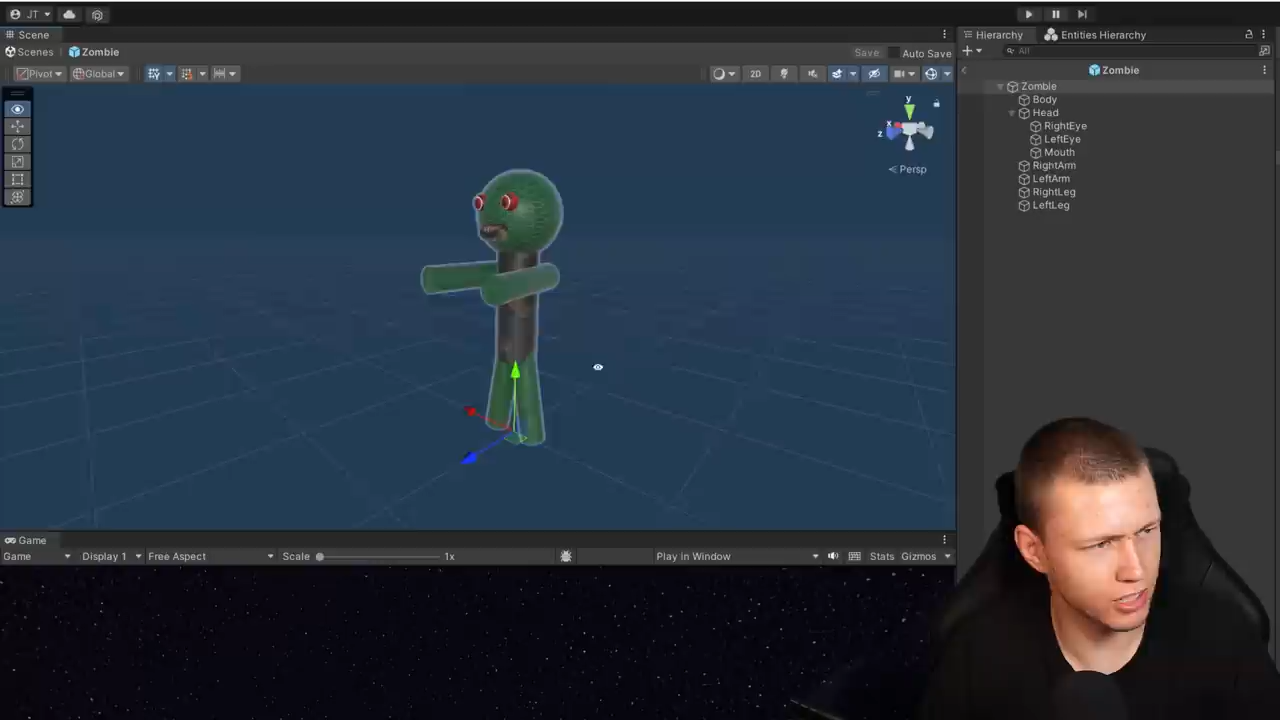 JT
Scene
Hierarchy
Entities Hierarchy
Scenes
Zombie
Save
Auto Save
All
Pivot
Global
2D
Zombie
Zombie
Body
Head
RightEye
LeftEye
Mouth
RightArm
LeftArm
RightLeg
LeftLeg
y
x
z
Persp
Game
Game
Display 1
Free Aspect
Scale
1x
Play in Window
Stats
Gizmos